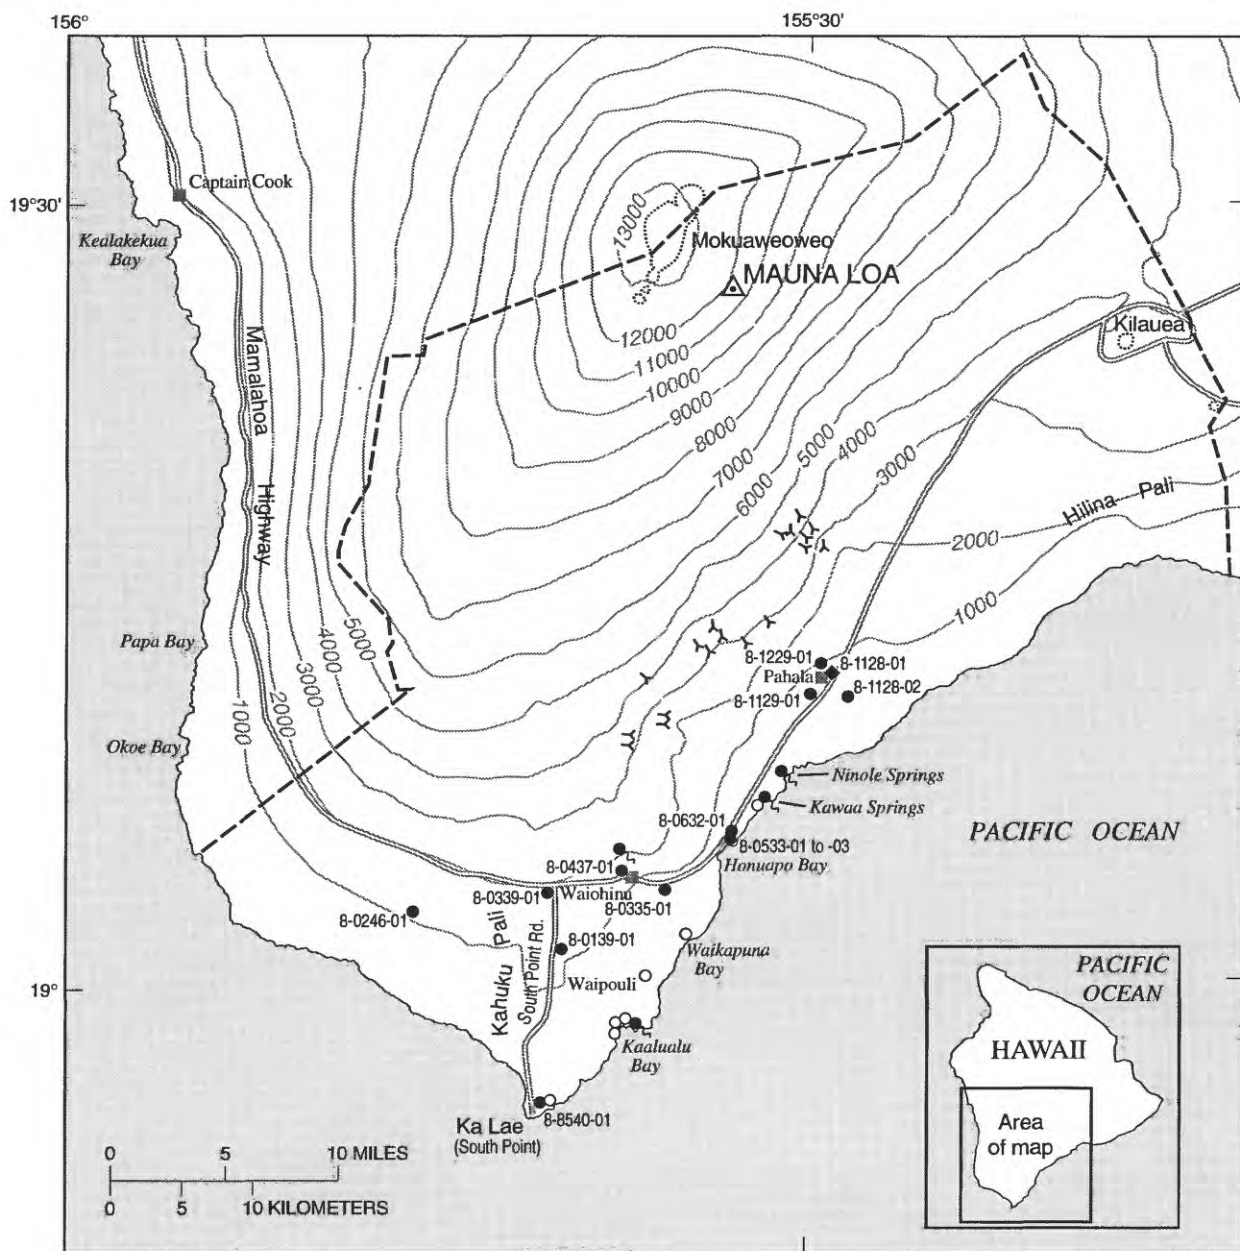 156°
155°30'
Captain Cook
19°30'
Kealakekua
Bay
13000
Mokuaweoweo
MAUNA LOA
Kilauea
12000
11000
10000
9000
8000
7000
6000
5000
4000
3000
Mamalahoa
Highway
Hilina Pali
2000
1000
Papa Bay
5000
4000
3000
2000
1000
8-1229-01
8-1128-01
Pahala
8-1129-01
8-1128-02
Okoe Bay
Ninole Springs
Kawaa Springs
8-0632-01
8-0533-01 to -03
Honuapo Bay
PACIFIC OCEAN
8-0437-01
8-0339-01
Waiohinu
8-0335-01
8-0246-01
Kahuku Pali
South Point Rd.
8-0139-01
Waikapuna
Bay
Waipouli
19°
Kaalualu
Bay
8-8540-01
Ka Lae
(South Point)
0 5 10 MILES
0 5 10 KILOMETERS
PACIFIC
OCEAN
HAWAII
Area
of map